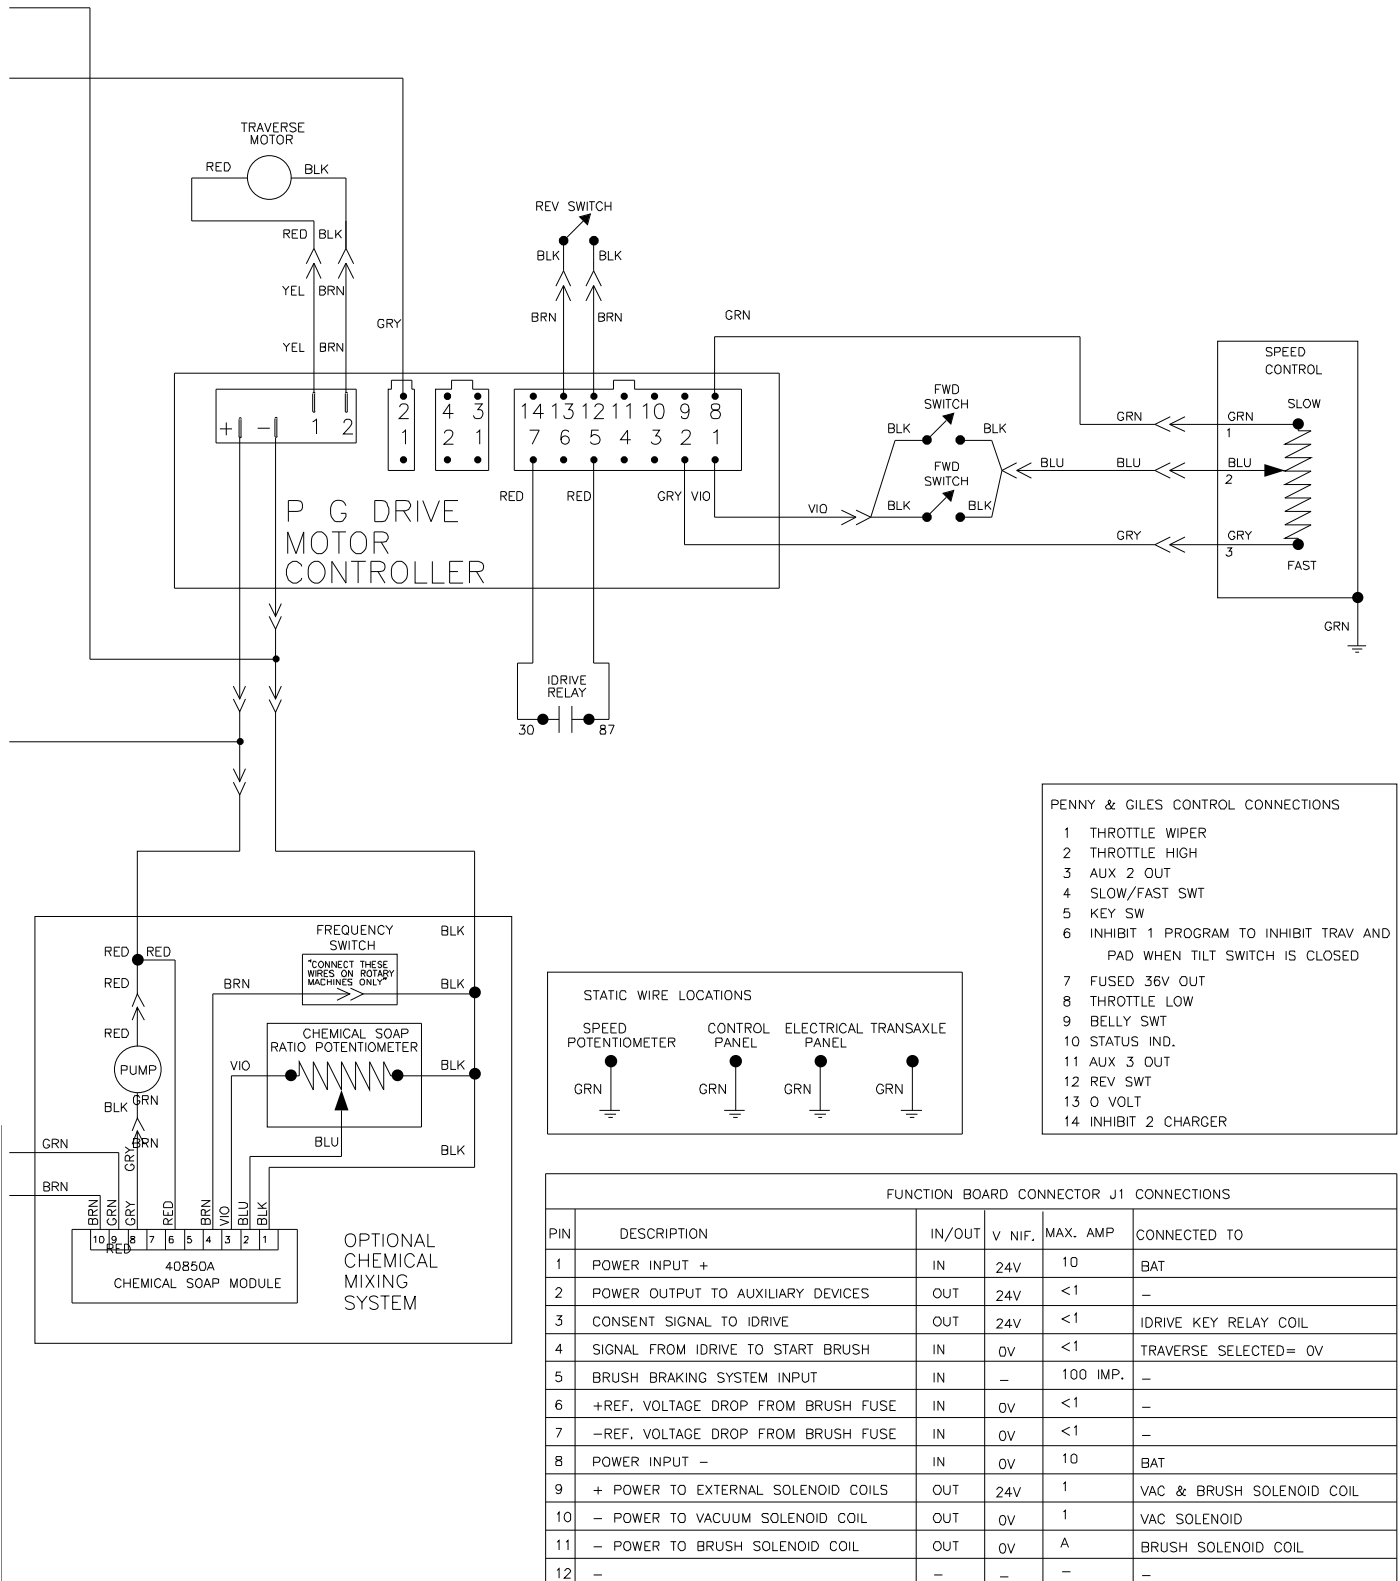 TRAVERSE
MOTOR
RED
BLK
RED
BLK
YEL
BRN
YEL
BRN
GRY
REV SWITCH
BLK
BLK
BRN
BRN
GRN
+
–
1
2
2
1
4 3
2 1
14 13 12 11 10 9 8
7 6 5 4 3 2 1
P G DRIVE
MOTOR
CONTROLLER
RED
RED
GRY
VIO
VIO
FWD
SWITCH
BLK
BLK
FWD
SWITCH
BLK
BLK
BLU
BLU
GRN
GRY
SPEED
CONTROL
SLOW
GRN
1
BLU
2
GRY
3
FAST
GRN
IDRIVE
RELAY
30
87
PENNY & GILES CONTROL CONNECTIONS
1 THROTTLE WIPER
2 THROTTLE HIGH
3 AUX 2 OUT
4 SLOW/FAST SWT
5 KEY SW
6 INHIBIT 1 PROGRAM TO INHIBIT TRAV AND
PAD WHEN TILT SWITCH IS CLOSED
7 FUSED 36V OUT
8 THROTTLE LOW
9 BELLY SWT
10 STATUS IND.
11 AUX 3 OUT
12 REV SWT
13 O VOLT
14 INHIBIT 2 CHARGER
FREQUENCY
SWITCH
"CONNECT THESE
WIRES ON ROTARY
MACHINES ONLY"
BLK
RED
RED
RED
BRN
BLK
RED
CHEMICAL SOAP
RATIO POTENTIOMETER
VIO
BLK
PUMP
BLK
GRN
BRN
GRY
BLU
BLK
GRN
BRN
BRN
GRN
GRY
RED
BRN
VIO
BLU
BLK
10 9 8 7 6 5 4 3 2 1
RED
40850A
CHEMICAL SOAP MODULE
OPTIONAL
CHEMICAL
MIXING
SYSTEM
STATIC WIRE LOCATIONS
SPEED
POTENTIOMETER
CONTROL
PANEL
ELECTRICAL
PANEL
TRANSAXLE
GRN
GRN
GRN
GRN
FUNCTION BOARD CONNECTOR J1 CONNECTIONS
PIN DESCRIPTION IN/OUT V NIF. MAX. AMP CONNECTED TO
1 POWER INPUT + IN 24V 10 BAT
2 POWER OUTPUT TO AUXILIARY DEVICES OUT 24V <1 –
3 CONSENT SIGNAL TO IDRIVE OUT 24V <1 IDRIVE KEY RELAY COIL
4 SIGNAL FROM IDRIVE TO START BRUSH IN 0V <1 TRAVERSE SELECTED= 0V
5 BRUSH BRAKING SYSTEM INPUT IN – 100 IMP. –
6 +REF. VOLTAGE DROP FROM BRUSH FUSE IN 0V <1 –
7 –REF. VOLTAGE DROP FROM BRUSH FUSE IN 0V <1 –
8 POWER INPUT – IN 0V 10 BAT
9 + POWER TO EXTERNAL SOLENOID COILS OUT 24V 1 VAC & BRUSH SOLENOID COIL
10 – POWER TO VACUUM SOLENOID COIL OUT 0V 1 VAC SOLENOID
11 – POWER TO BRUSH SOLENOID COIL OUT 0V A BRUSH SOLENOID COIL
12 – – – – –